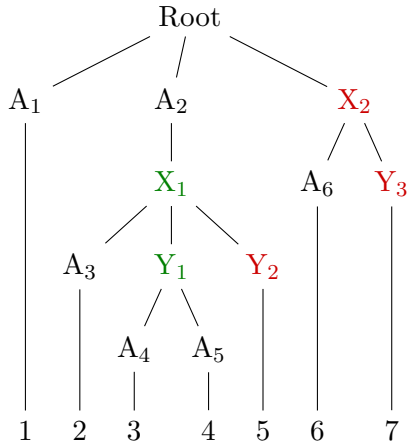 Root
A₁ A₂ X₂
X₁ A₆ Y₃
A₃ Y₁ Y₂
A₄ A₅
1 2 3 4 5 6 7